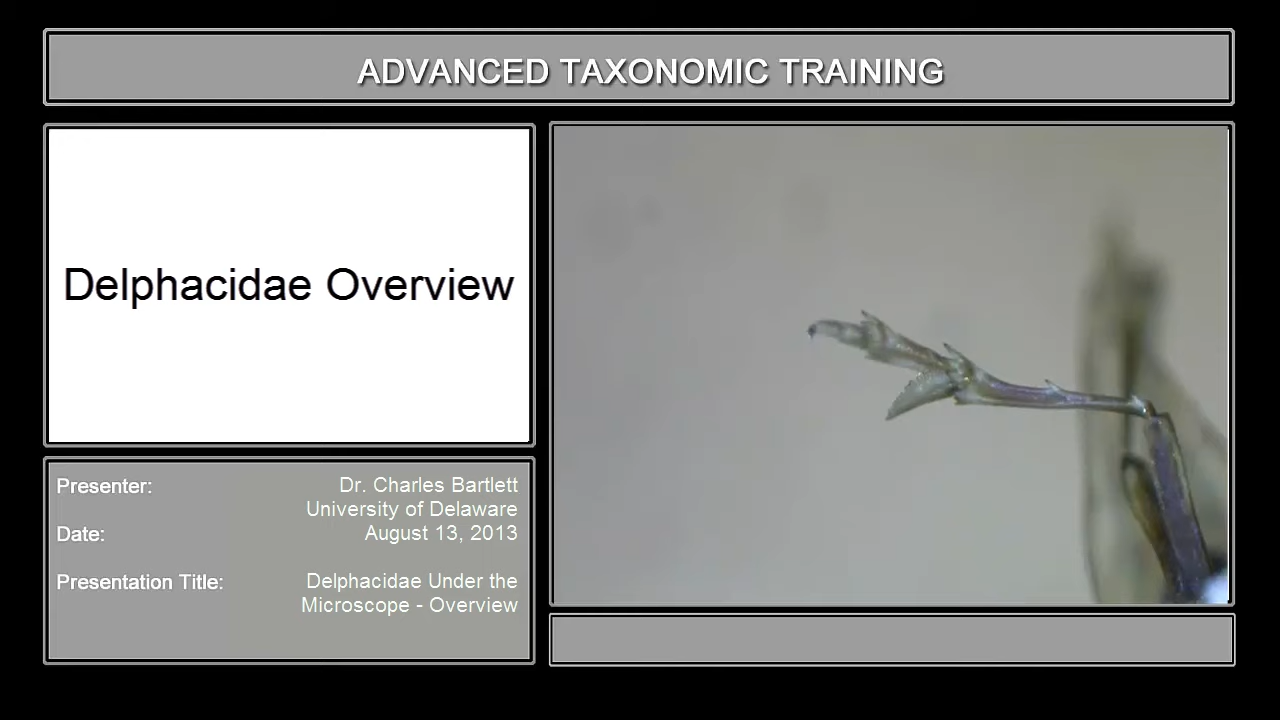 ADVANCED TAXONOMIC TRAINING
Delphacidae Overview
Presenter: Dr. Charles Bartlett
University of Delaware
Date: August 13, 2013
Presentation Title: Delphacidae Under the
Microscope - Overview